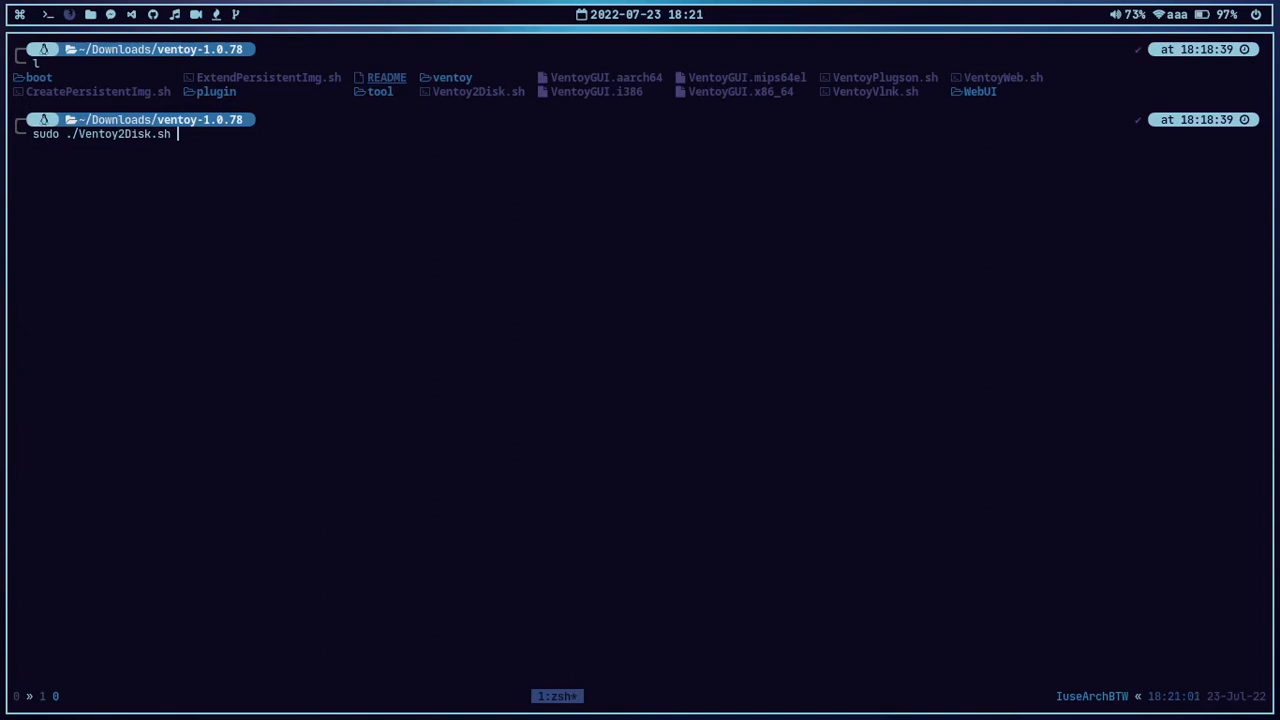 2022-07-23 18:21
73% aaa 97%
~/Downloads/ventoy-1.0.78
✔ at 18:18:39
l
boot ExtendPersistentImg.sh README ventoy VentoyGUI.aarch64 VentoyGUI.mips64el VentoyPlugson.sh VentoyWeb.sh
CreatePersistentImg.sh plugin tool Ventoy2Disk.sh VentoyGUI.i386 VentoyGUI.x86_64 VentoyVlnk.sh WebUI
~/Downloads/ventoy-1.0.78
✔ at 18:18:39
sudo ./Ventoy2Disk.sh
0 » 1 0 1:zsh* IuseArchBTW « 18:21:01 23-Jul-22